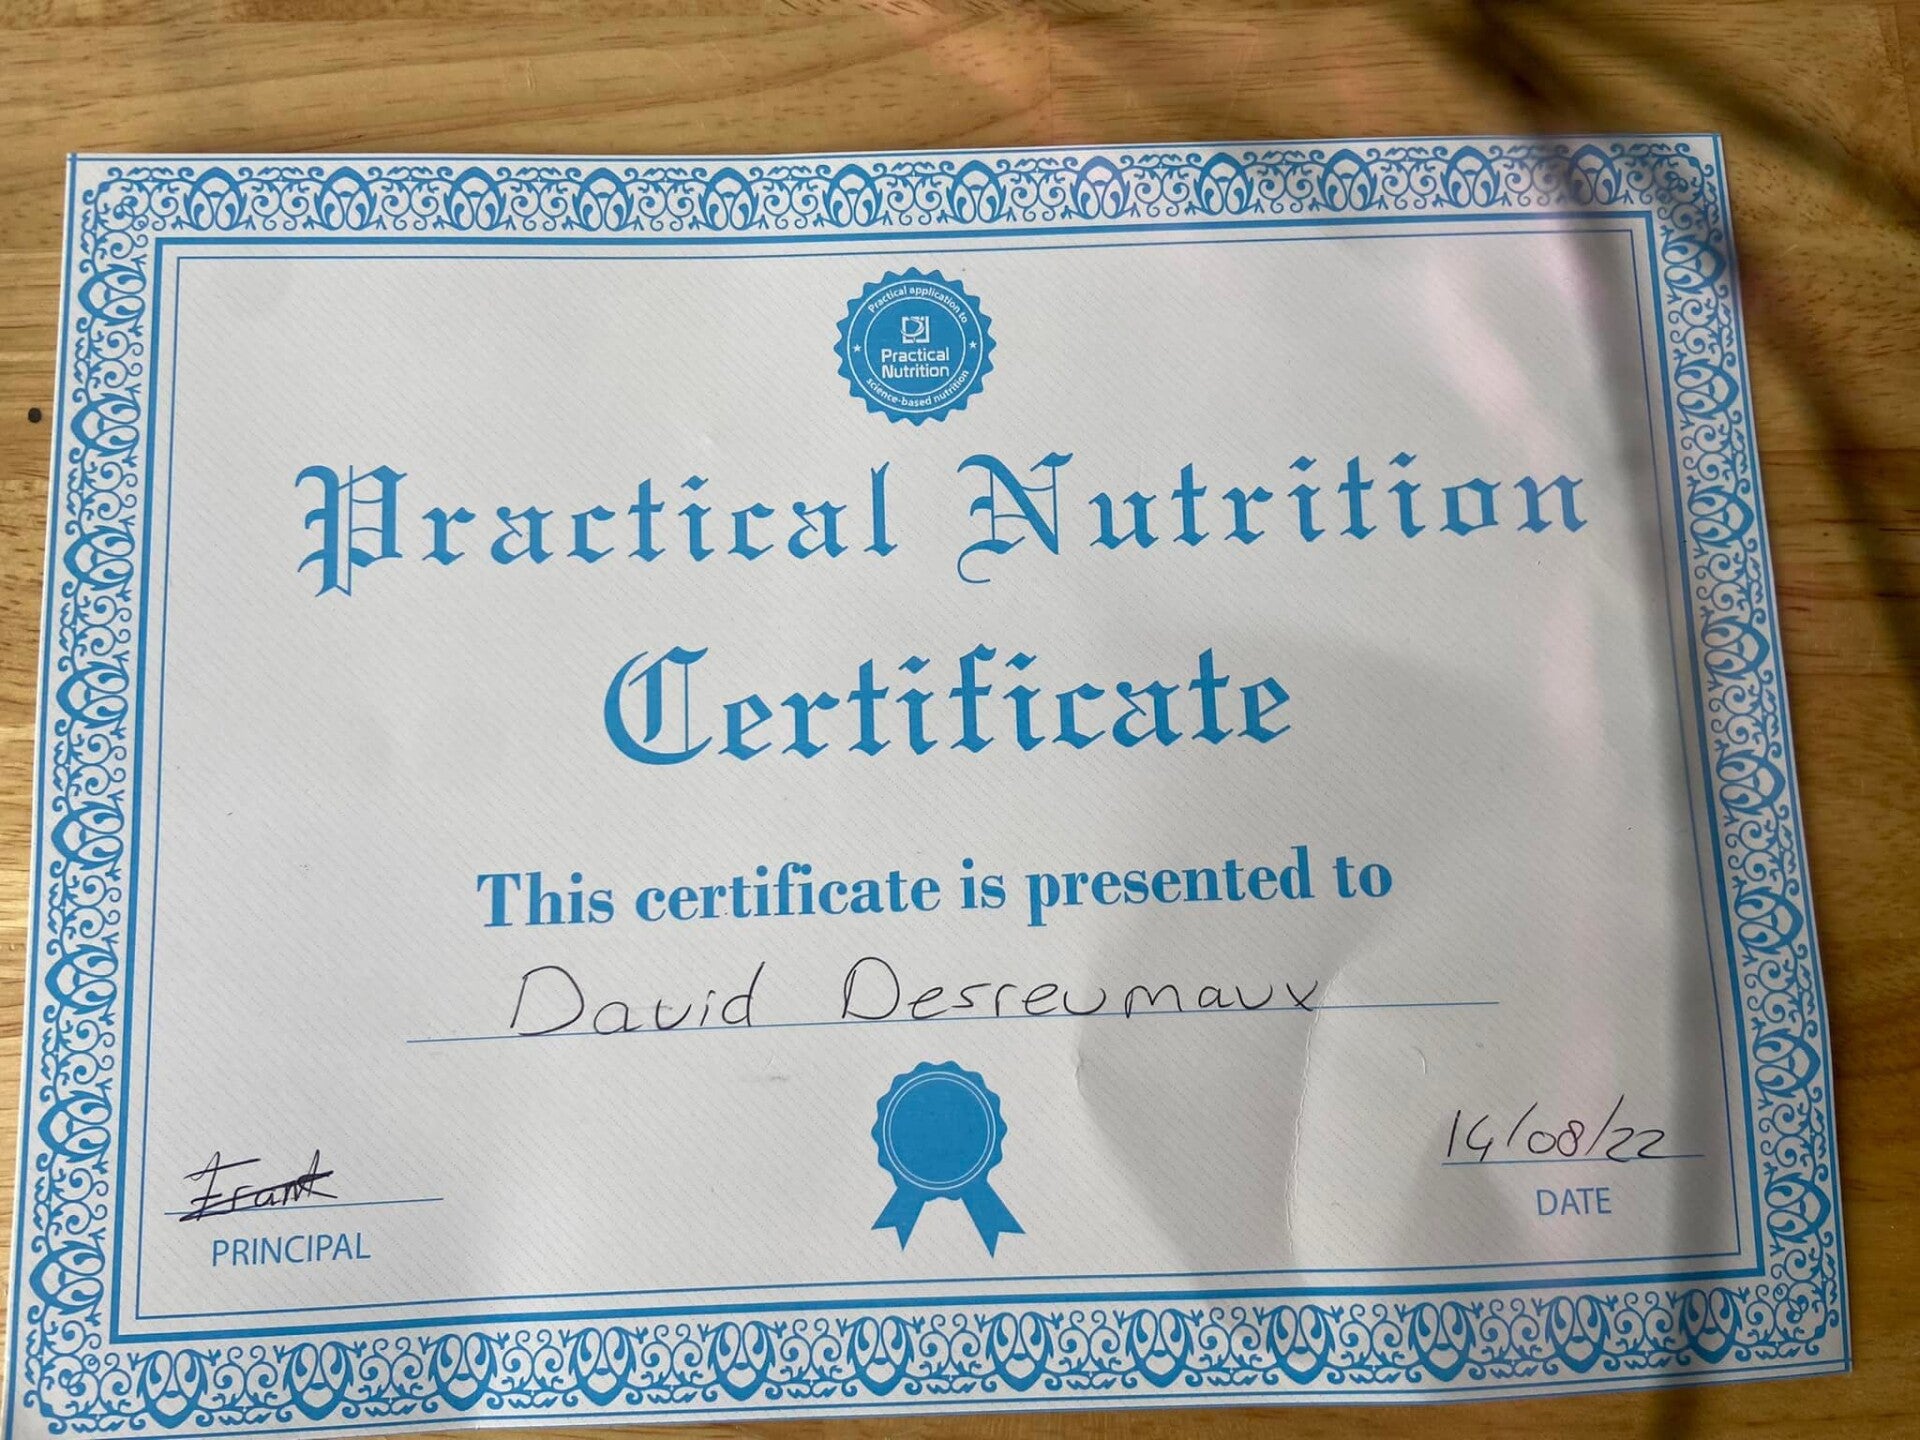 Practical application to
Practical
Nutrition
science-based nutrition
Practical Nutrition
Certificate
This certificate is presented to
David Desreumaux
Frank
PRINCIPAL
14/08/22
DATE